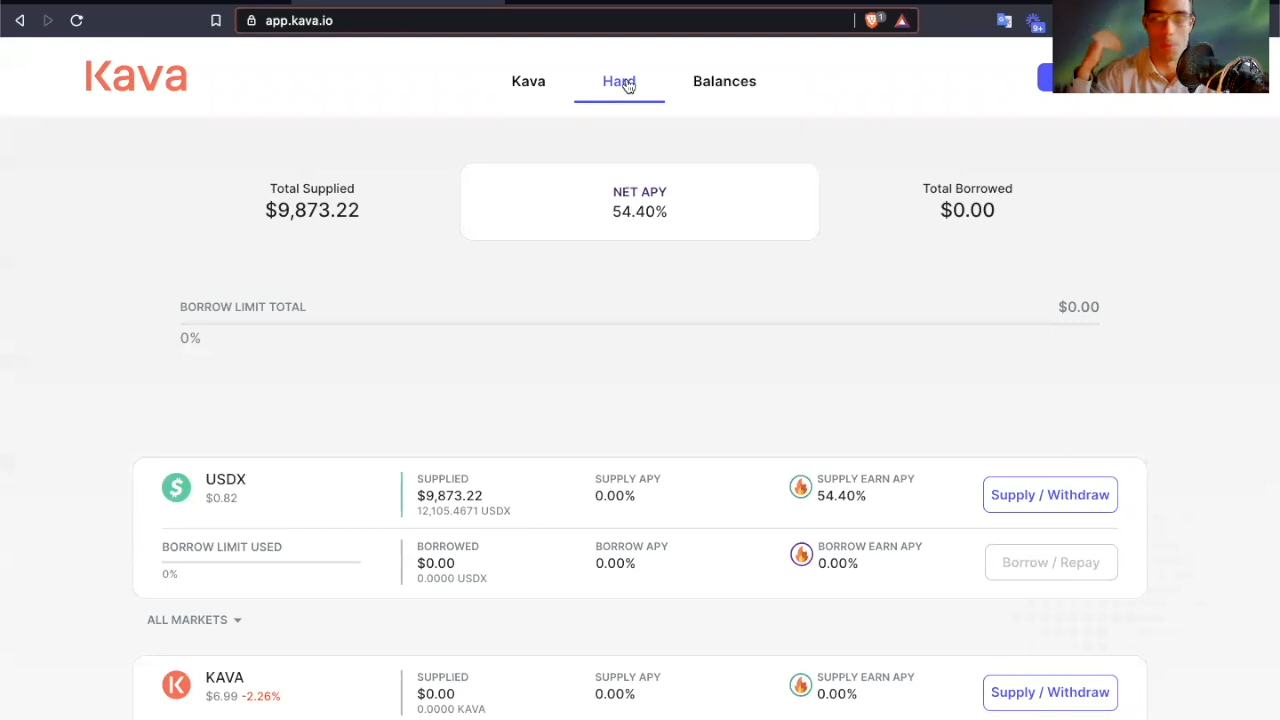 app.kava.io
1
9+
Kava
Kava
Hard
Balances
Total Supplied
$9,873.22
NET APY
54.40%
Total Borrowed
$0.00
BORROW LIMIT TOTAL
$0.00
0%
USDX
$0.82
SUPPLIED
$9,873.22
12,105.4671 USDX
SUPPLY APY
0.00%
SUPPLY EARN APY
54.40%
Supply / Withdraw
BORROW LIMIT USED
0%
BORROWED
$0.00
0.0000 USDX
BORROW APY
0.00%
BORROW EARN APY
0.00%
Borrow / Repay
ALL MARKETS
KAVA
$6.99 -2.26%
SUPPLIED
$0.00
0.0000 KAVA
SUPPLY APY
0.00%
SUPPLY EARN APY
0.00%
Supply / Withdraw